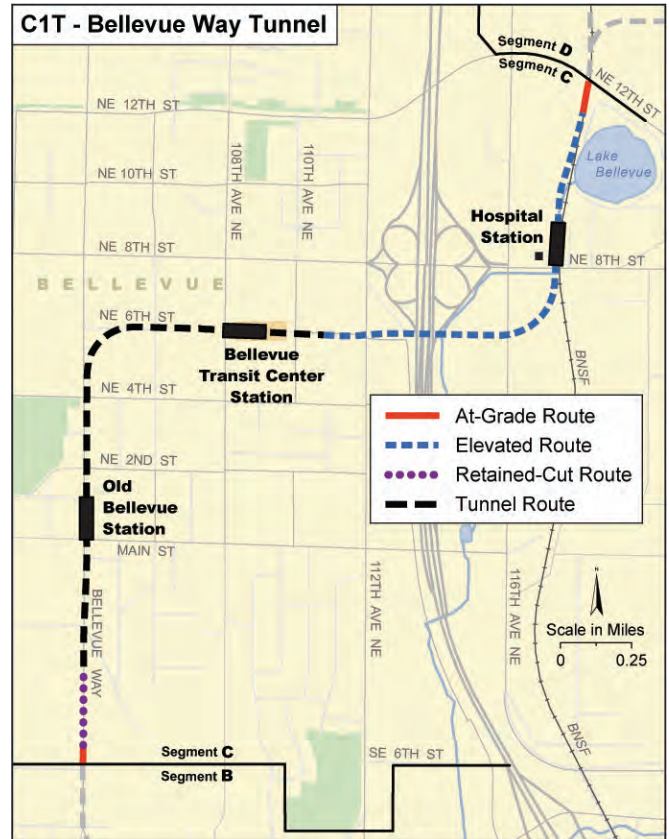 C1T - Bellevue Way Tunnel
Segment D
Segment C
NE 12TH ST
NE 12TH ST
108TH AVE NE
110TH AVE NE
Lake
Bellevue
NE 10TH ST
Hospital
Station
NE 8TH ST
NE 8TH ST
BELLEVUE
NE 6TH ST
Bellevue
Transit Center
Station
BNSF
NE 4TH ST
At-Grade Route
Elevated Route
Retained-Cut Route
Tunnel Route
NE 2ND ST
Old
Bellevue
Station
MAIN ST
BELLEVUE WAY
112TH AVE NE
116TH AVE NE
N
Scale in Miles
0 0.25
BNSF
Segment C
Segment B
SE 6TH ST